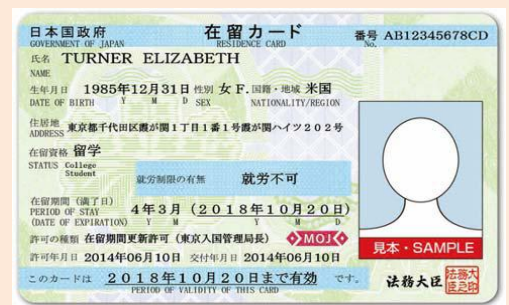 日本国政府 在留カード 番号 AB12345678CD
GOVERNMENT OF JAPAN RESIDENCE CARD No.
氏名 TURNER ELIZABETH
NAME
生年月日 1985年12月31日 性別 女 F. 国籍・地域 米国
DATE OF BIRTH Y M D SEX NATIONALITY/REGION
住居地 東京都千代田区霞が関1丁目1番1号霞が関ハイツ202号
ADDRESS
在留資格 留学
STATUS College
Student
就労制限の有無 就労不可
在留期間(満了日) 4年3月(2018年10月20日)
PERIOD OF STAY
(DATE OF EXPIRATION) Y M Y M D
許可の種類 在留期間更新許可(東京入国管理局長) MOJ
見本・SAMPLE
許可年月日 2014年06月10日 交付年月日 2014年06月10日
このカードは 2018年10月20日まで有効 です。 法務大臣
PERIOD OF VALIDITY OF THIS CARD